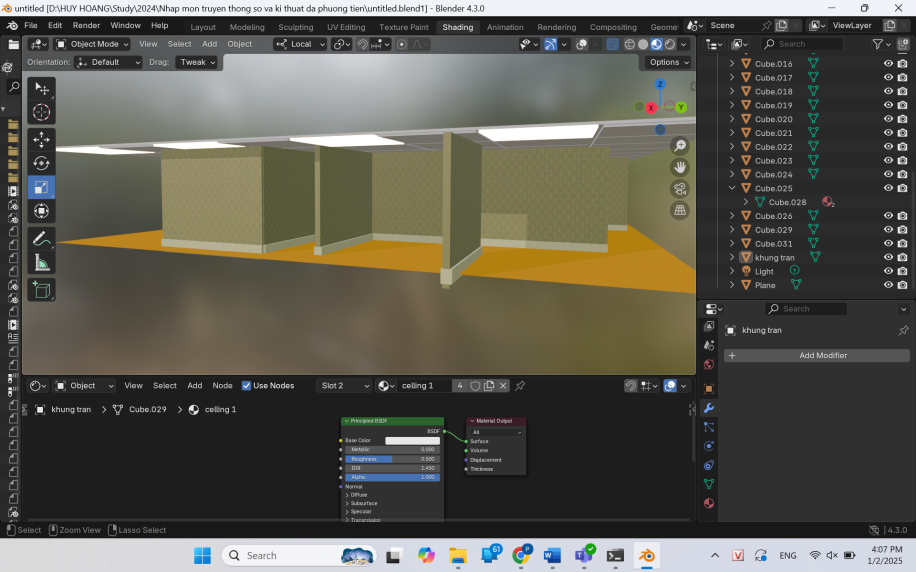 untitled [D:\HUY HOANG\Study\2024\Nhap mon truyen thong so va ki thuat da phuong tien\untitled.blend1] - Blender 4.3.0
File Edit Render Window Help Layout Modeling Sculpting UV Editing Texture Paint Shading Animation Rendering Compositing Geome Scene ViewLayer
Object Mode View Select Add Object Local
Search
Orientation: Default Drag: Tweak Options
Z
X
Y
Cube.016
Cube.017
Cube.018
Cube.019
Cube.020
Cube.021
Cube.022
Cube.023
Cube.024
Cube.025
Cube.028 2
Cube.026
Cube.029
Cube.031
khung tran
Light
Plane
Search
khung tran
Add Modifier
Object View Select Add Node Use Nodes Slot 2 celling 1 4
khung tran > Cube.029 > celling 1
Principled BSDF
BSDF
Base Color
Metallic 0.000
Roughness 0.500
IOR 1.450
Alpha 1.000
Normal
Diffuse
Subsurface
Specular
Transmission
Material Output
All
Surface
Volume
Displacement
Thickness
Select Zoom View Lasso Select 4.3.0
Search 61 ENG 4:07 PM
1/2/2025